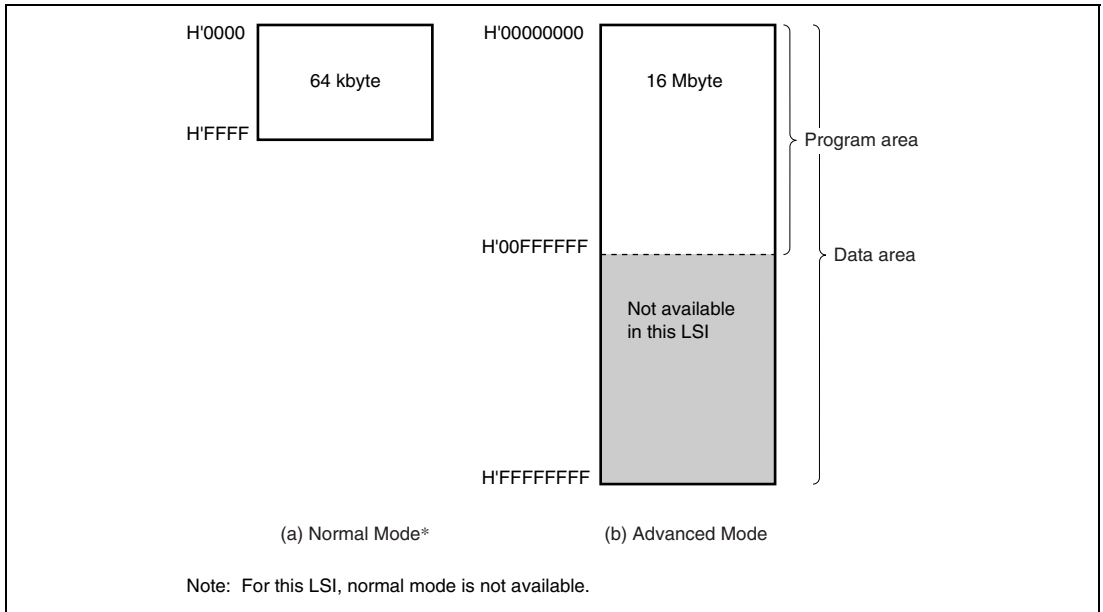 H'0000
64 kbyte
H'FFFF
H'00000000
16 Mbyte
Program area
H'00FFFFFF
Data area
Not available
in this LSI
H'FFFFFFFF
(a) Normal Mode*
(b) Advanced Mode
Note: For this LSI, normal mode is not available.